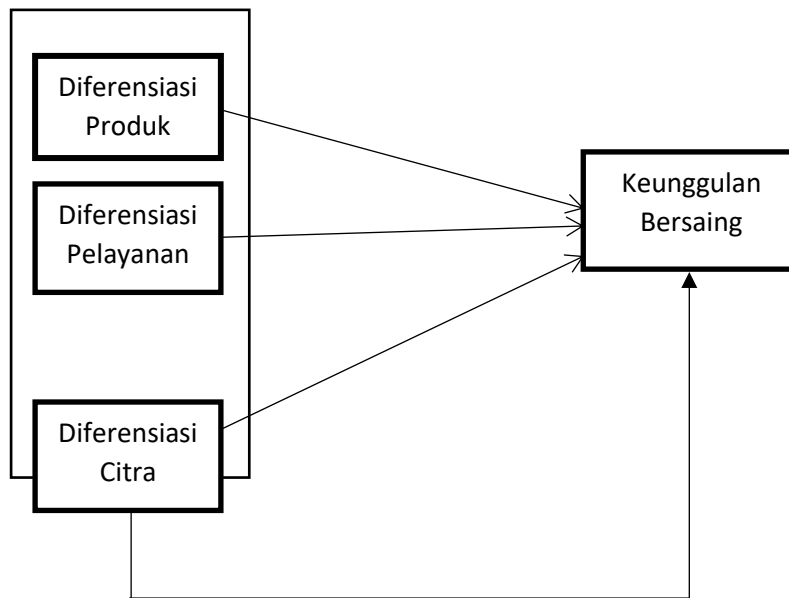 Diferensiasi
Produk
Diferensiasi
Pelayanan
Diferensiasi
Citra
Keunggulan
Bersaing